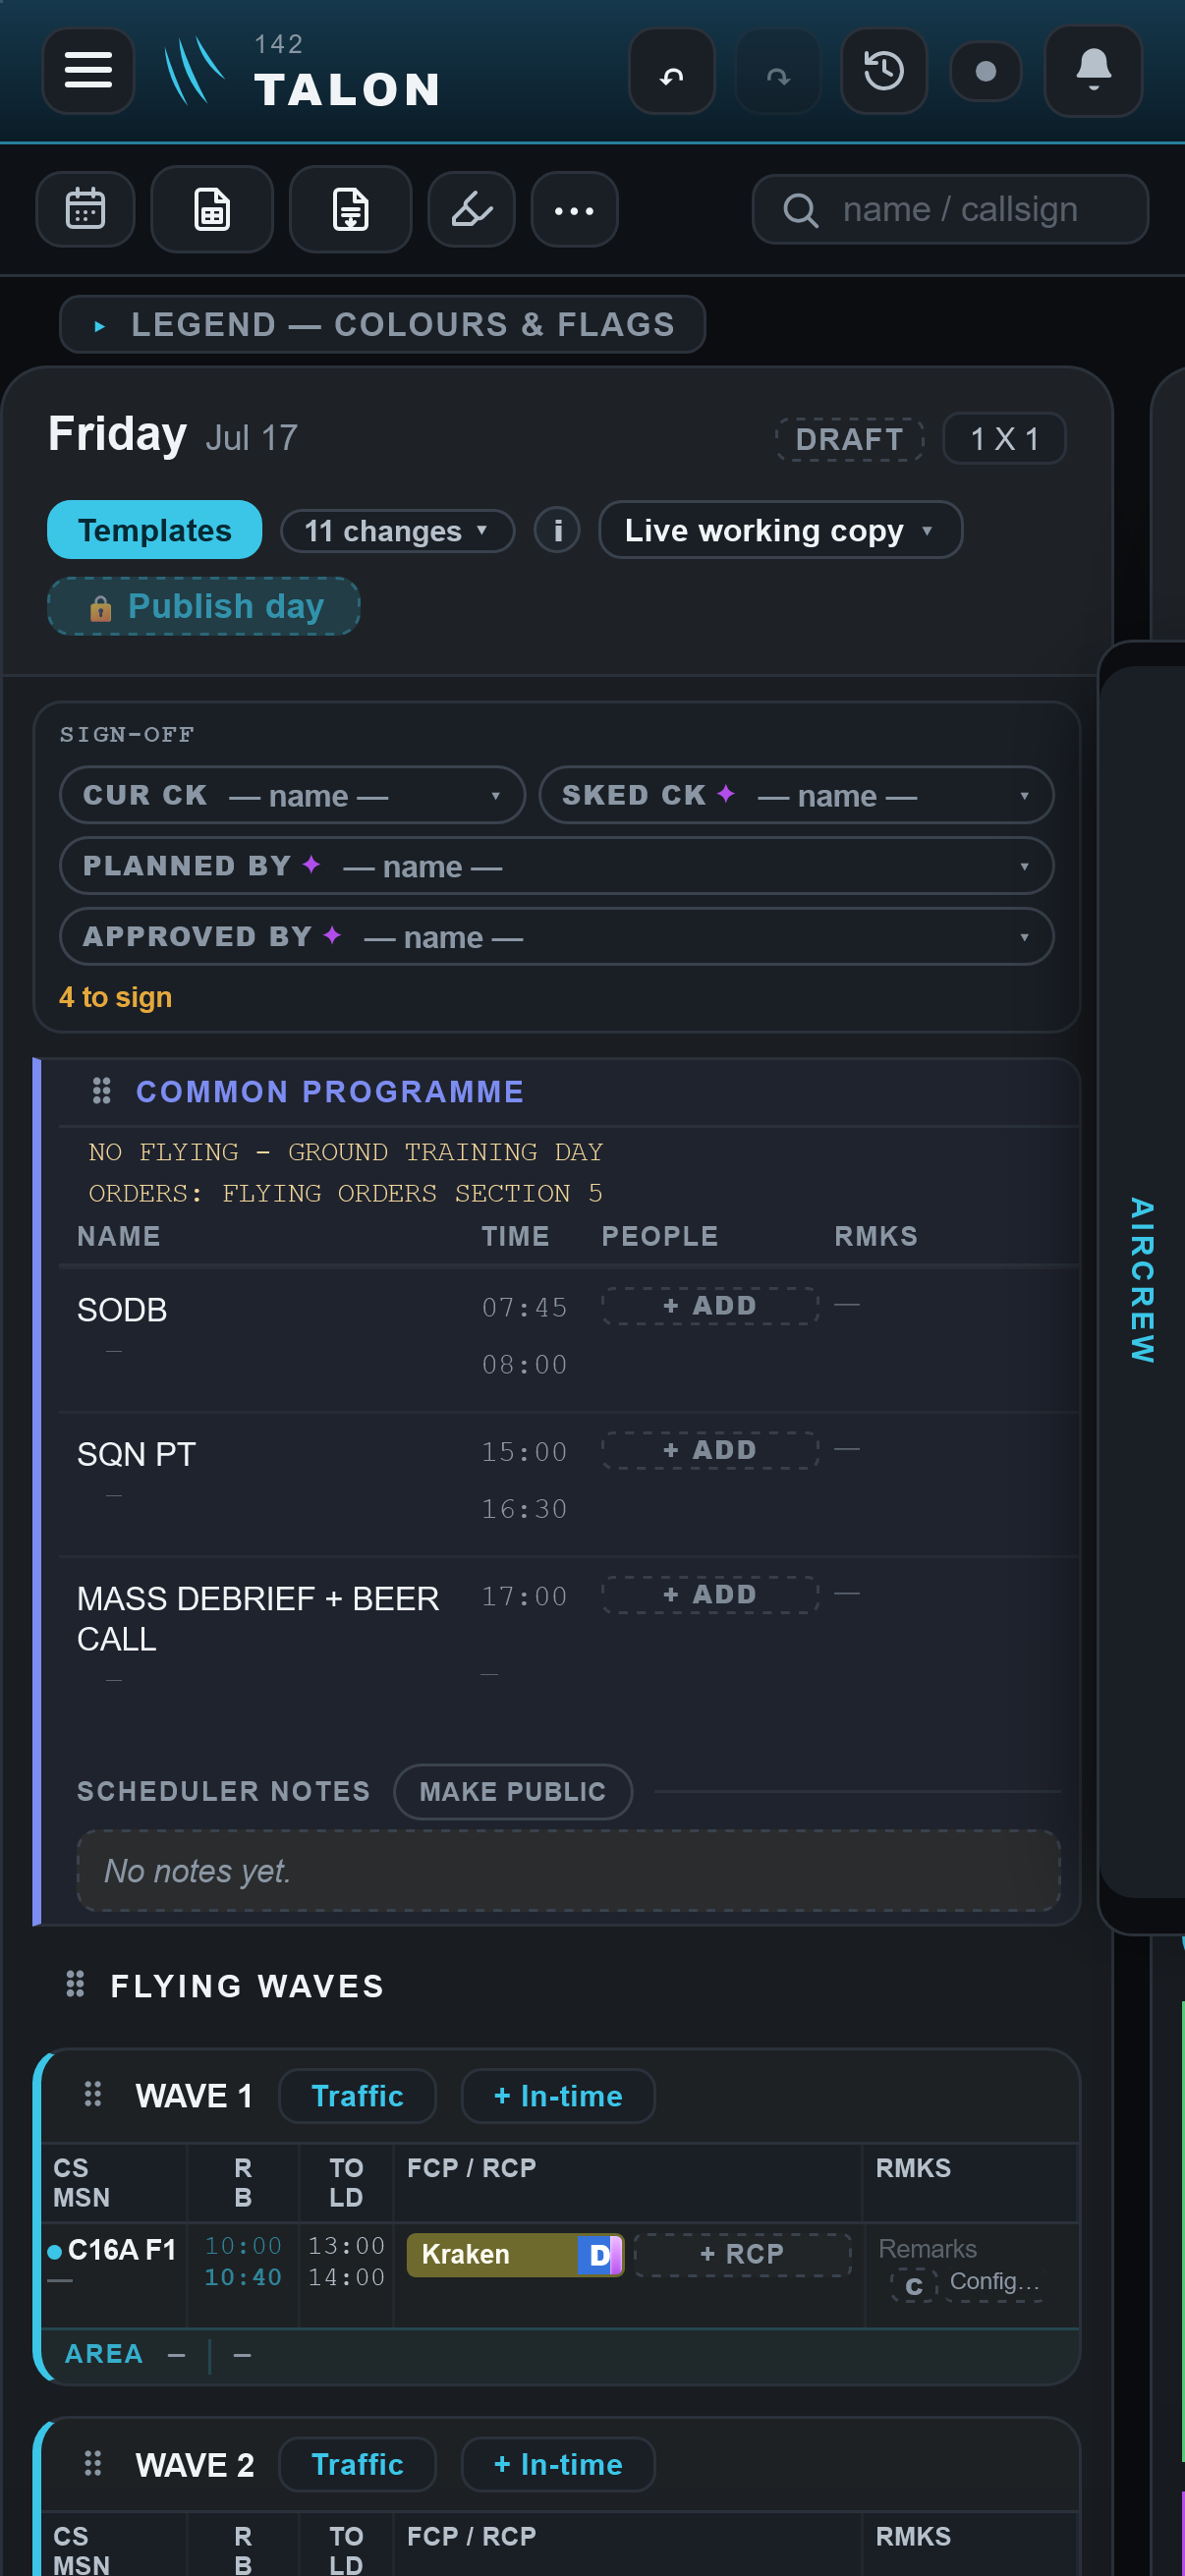 142
TALON
name / callsign
LEGEND — COLOURS & FLAGS
Friday Jul 17 DRAFT 1 X 1
Templates 11 changes i Live working copy
Publish day
SIGN-OFF
CUR CK — name — SKED CK — name —
PLANNED BY — name —
APPROVED BY — name —
4 to sign
COMMON PROGRAMME
NO FLYING - GROUND TRAINING DAY
ORDERS: FLYING ORDERS SECTION 5
NAME TIME PEOPLE RMKS
SODB 07:45 + ADD —
— 08:00
SQN PT 15:00 + ADD —
— 16:30
MASS DEBRIEF + BEER 17:00 + ADD —
CALL
— —
SCHEDULER NOTES MAKE PUBLIC
No notes yet.
AIRCREW
FLYING WAVES
WAVE 1 Traffic + In-time
CS R TO FCP / RCP RMKS
MSN B LD
C16A F1 10:00 13:00 Kraken D + RCP Remarks
— 10:40 14:00 C Config...
AREA — —
WAVE 2 Traffic + In-time
CS R TO FCP / RCP RMKS
MSN B LD